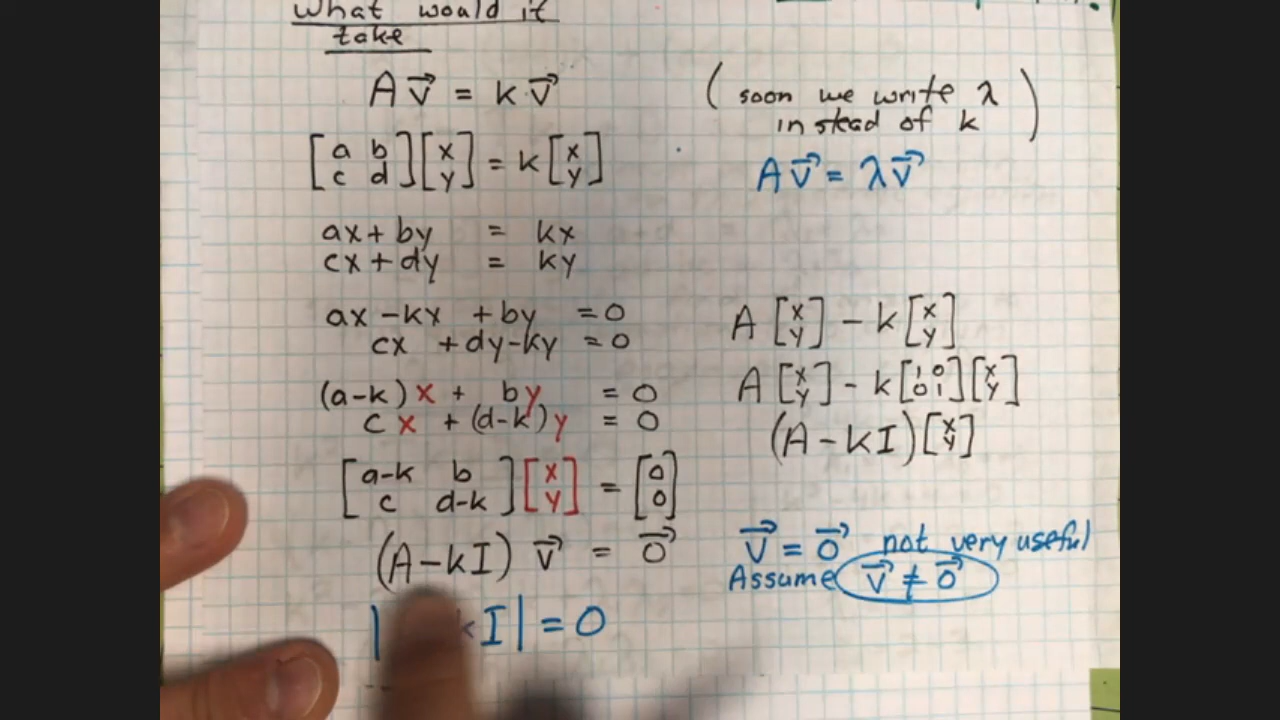 What would it
take
A v⃗ = k v⃗
[a b; c d] [x; y] = k [x; y]
ax + by = kx
cx + dy = ky
ax - kx + by = 0
cx + dy - ky = 0
(a-k) x + by = 0
c x + (d-k) y = 0
[a-k b; c d-k] [x; y] = [0; 0]
(A - kI) v⃗ = 0⃗
| kI | = 0
( soon we write λ
instead of k )
A v⃗ = λ v⃗
A [x; y] - k [x; y]
A [x; y] - k [1 0; 0 1] [x; y]
(A - kI) [x; y]
v⃗ = 0⃗ not very useful
Assume v⃗ ≠ 0⃗